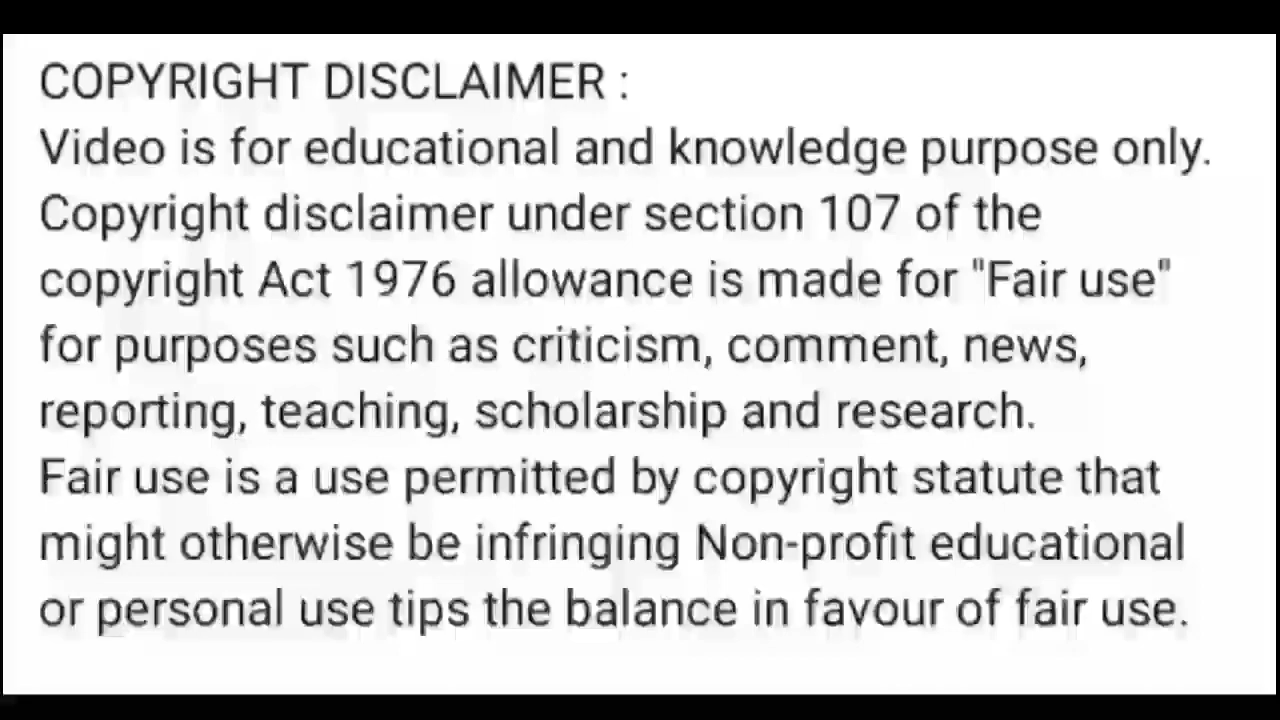 COPYRIGHT DISCLAIMER :
Video is for educational and knowledge purpose only.
Copyright disclaimer under section 107 of the
copyright Act 1976 allowance is made for "Fair use"
for purposes such as criticism, comment, news,
reporting, teaching, scholarship and research.
Fair use is a use permitted by copyright statute that
might otherwise be infringing Non-profit educational
or personal use tips the balance in favour of fair use.